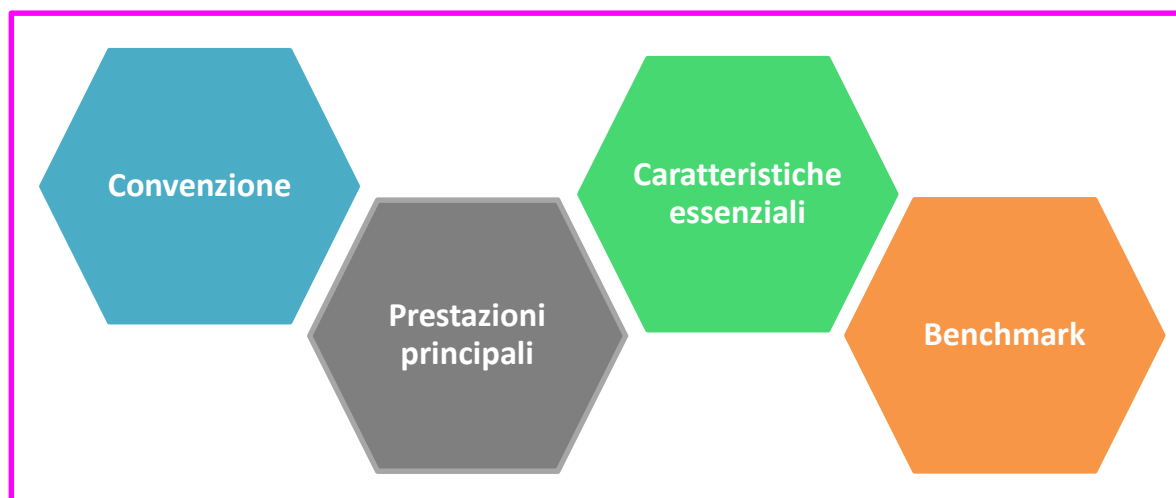 Convenzione
Prestazioni
principali
Caratteristiche
essenziali
Benchmark